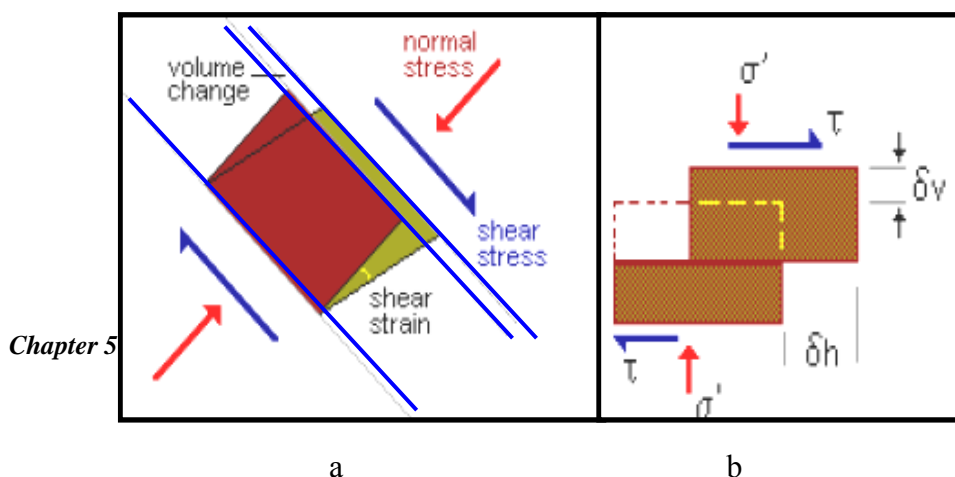 normal
stress
volume
change
shear
stress
shear
strain
Chapter 5
σ'
τ
δv
τ
σ'
δh
a
b